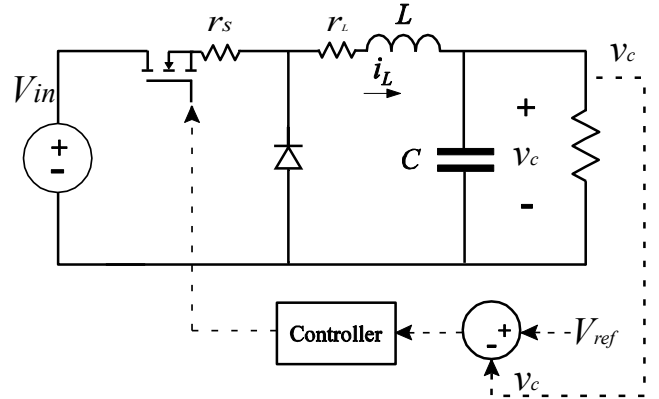 r_S
r_L
L
v_c
V_in
i_L
+
-
C
+
v_c
-
Controller
+
-
V_ref
v_c